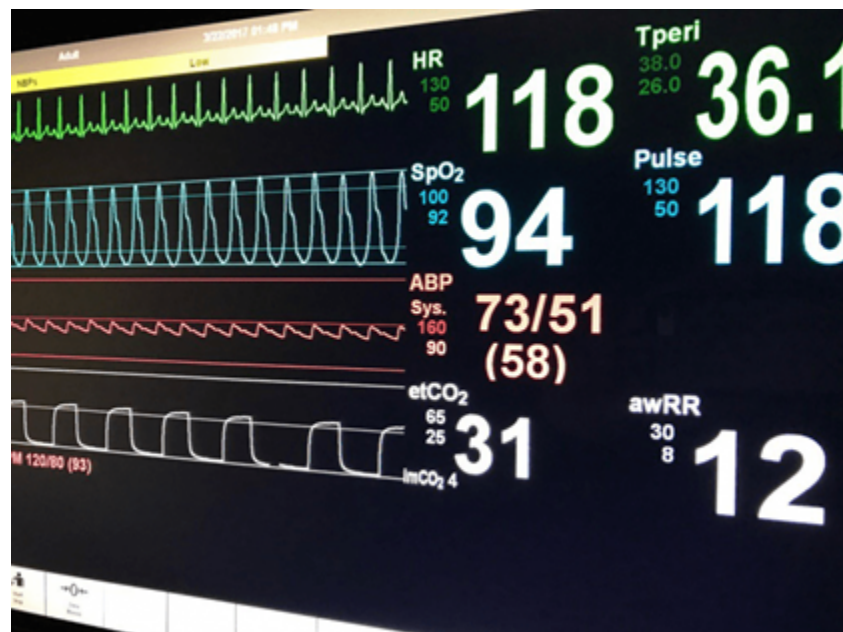 Adult 3/22/2017 01:48 PM
NBPs Low
HR
130
50
118
Tperi
38.0
26.0
36.1
SpO₂
100
92
94
Pulse
130
50
118
ABP
Sys.
160
90
73/51
(58)
etCO₂
65
25
31
imCO₂ 4
awRR
30
8
12
PM 120/80 (93)